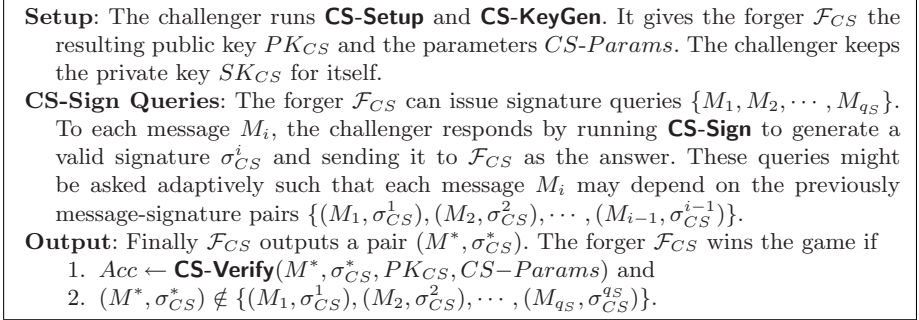 Setup: The challenger runs CS-Setup and CS-KeyGen. It gives the forger 𝓕_CS the
resulting public key PK_CS and the parameters CS-Params. The challenger keeps
the private key SK_CS for itself.
CS-Sign Queries: The forger 𝓕_CS can issue signature queries {M_1, M_2, ⋯ , M_{q_S}}.
To each message M_i, the challenger responds by running CS-Sign to generate a
valid signature σ^i_CS and sending it to 𝓕_CS as the answer. These queries might
be asked adaptively such that each message M_i may depend on the previously
message-signature pairs {(M_1, σ^1_CS), (M_2, σ^2_CS), ⋯ , (M_{i−1}, σ^{i−1}_CS)}.
Output: Finally 𝓕_CS outputs a pair (M^*, σ^*_CS). The forger 𝓕_CS wins the game if
1. Acc ← CS-Verify(M^*, σ^*_CS, PK_CS, CS−Params) and
2. (M^*, σ^*_CS) ∉ {(M_1, σ^1_CS), (M_2, σ^2_CS), ⋯ , (M_{q_S}, σ^{q_S}_CS)}.